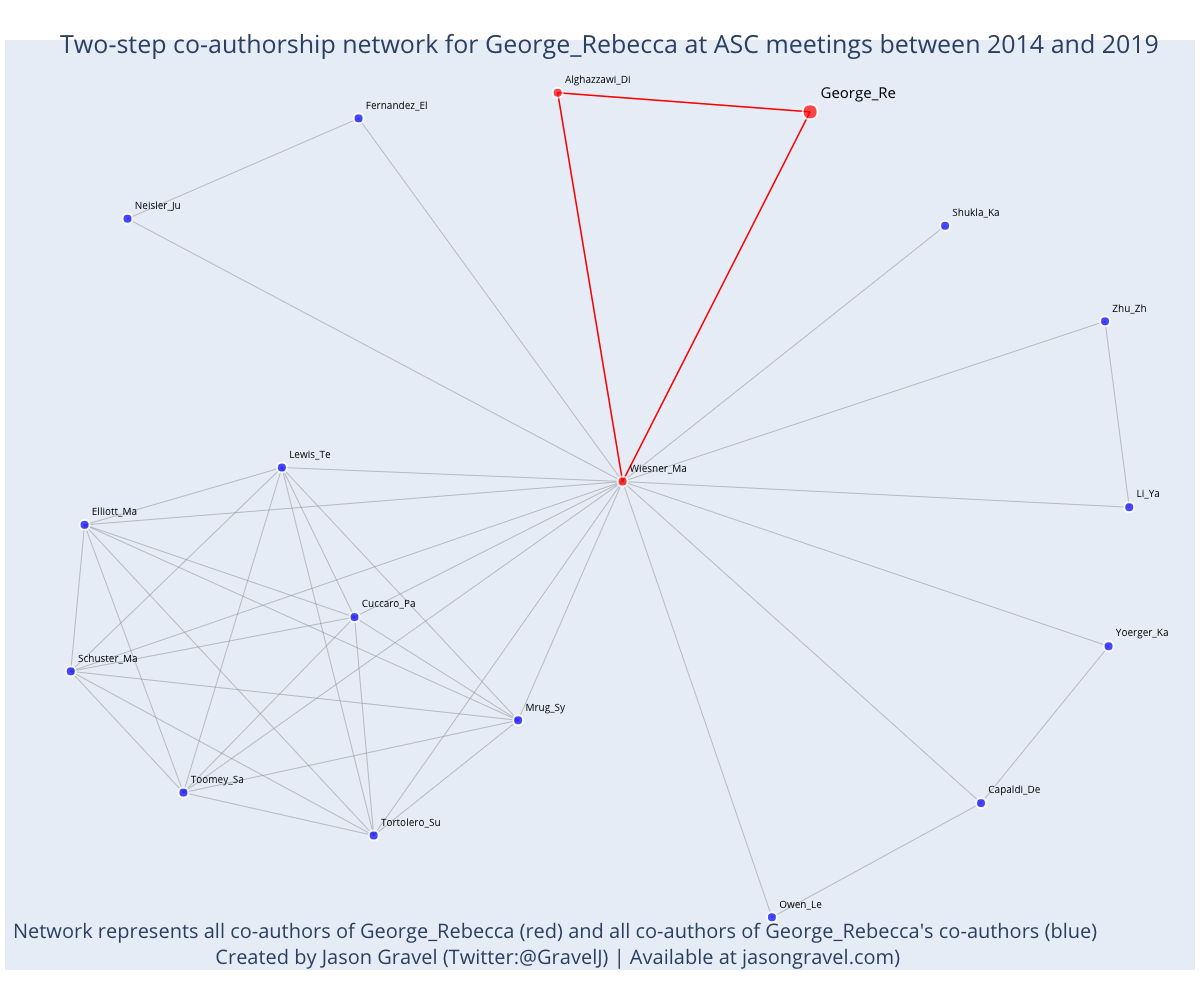 Two-step co-authorship network for George_Rebecca at ASC meetings between 2014 and 2019
Alghazzawi_Di
George_Re
Fernandez_El
Neisler_Ju
Shukla_Ka
Zhu_Zh
Lewis_Te
Wiesner_Ma
Li_Ya
Elliott_Ma
Cuccaro_Pa
Yoerger_Ka
Schuster_Ma
Mrug_Sy
Toomey_Sa
Capaldi_De
Tortolero_Su
Owen_Le
Network represents all co-authors of George_Rebecca (red) and all co-authors of George_Rebecca's co-authors (blue)
Created by Jason Gravel (Twitter:@GravelJ) | Available at jasongravel.com)